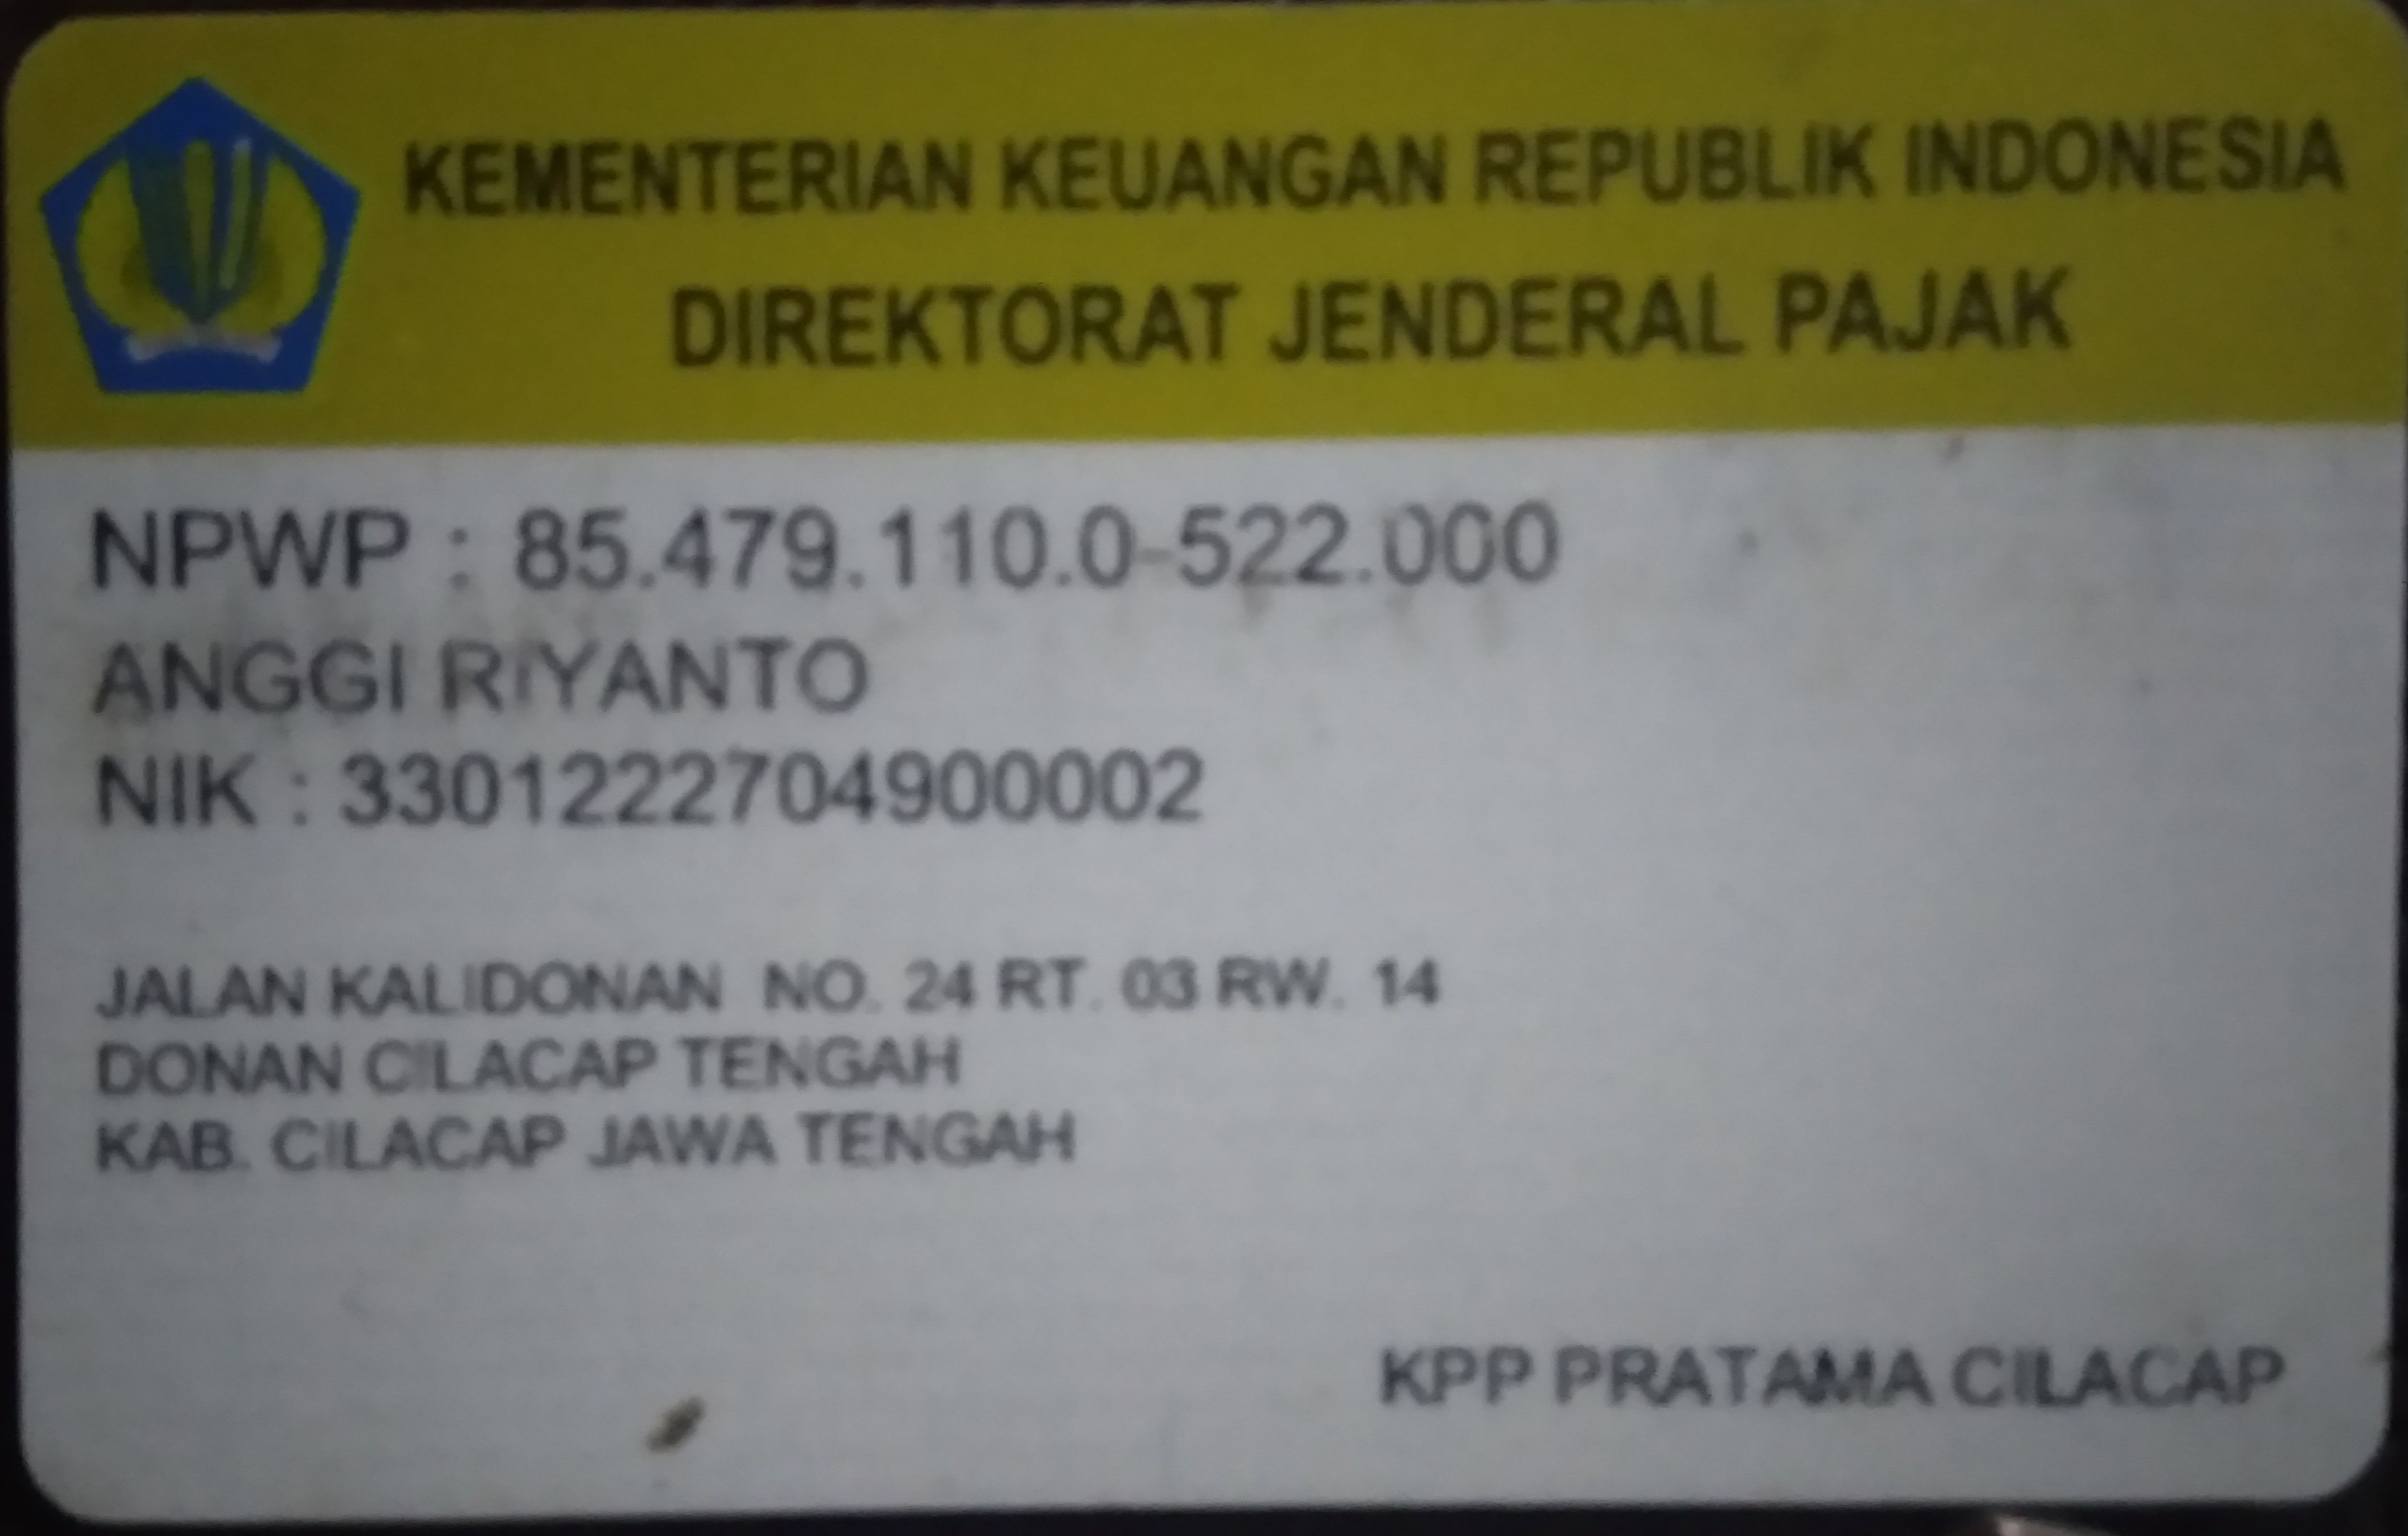 KEMENTERIAN KEUANGAN REPUBLIK INDONESIA
DIREKTORAT JENDERAL PAJAK
NPWP : 85.479.110.0-522.000
ANGGI RIYANTO
NIK : 3301222704900002
JALAN KALIDONAN NO. 24 RT. 03 RW. 14
DONAN CILACAP TENGAH
KAB. CILACAP JAWA TENGAH
KPP PRATAMA CILACAP